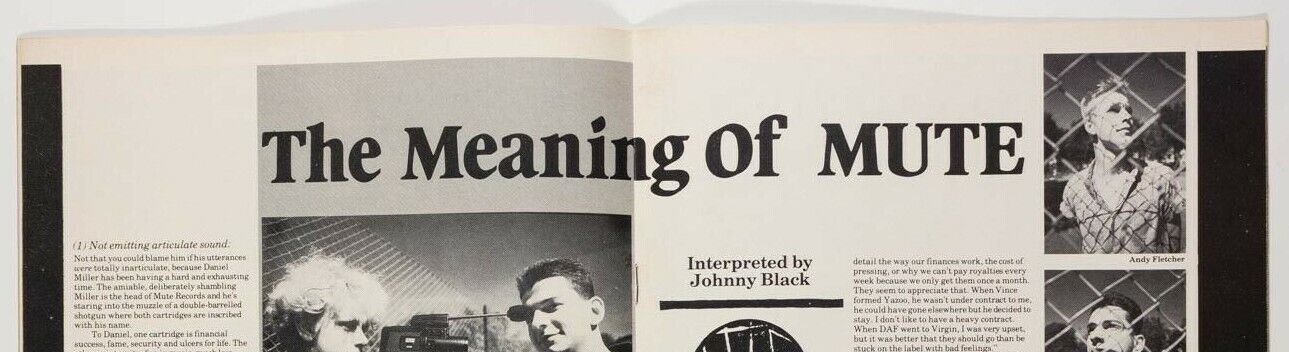 The Meaning Of MUTE
(1) Not emitting articulate sound.
Not that you could blame him if his utterances
were totally inarticulate, because Daniel
Miller has been having a hard and exhausting
time. The amiable, deliberately shambling
Miller is the head of Mute Records and he's
staring into the muzzle of a double-barrelled
shotgun where both cartridges are inscribed
with his name.
To Daniel, one cartridge is financial
success, fame, security and ulcers for life. The
Interpreted by
Johnny Black
detail the way our finances work, the cost of
pressing, or why we can't pay royalties every
week because we only get them once a month.
They seem to appreciate that. When Vince
formed Yazoo, he wasn't under contract to me,
he could have gone elsewhere but he decided to
stay. I don't like to have a heavy contract.
When DAF went to Virgin, I was very upset,
but it was better that they should go than be
stuck on the label with bad feelings."
Andy Fletcher